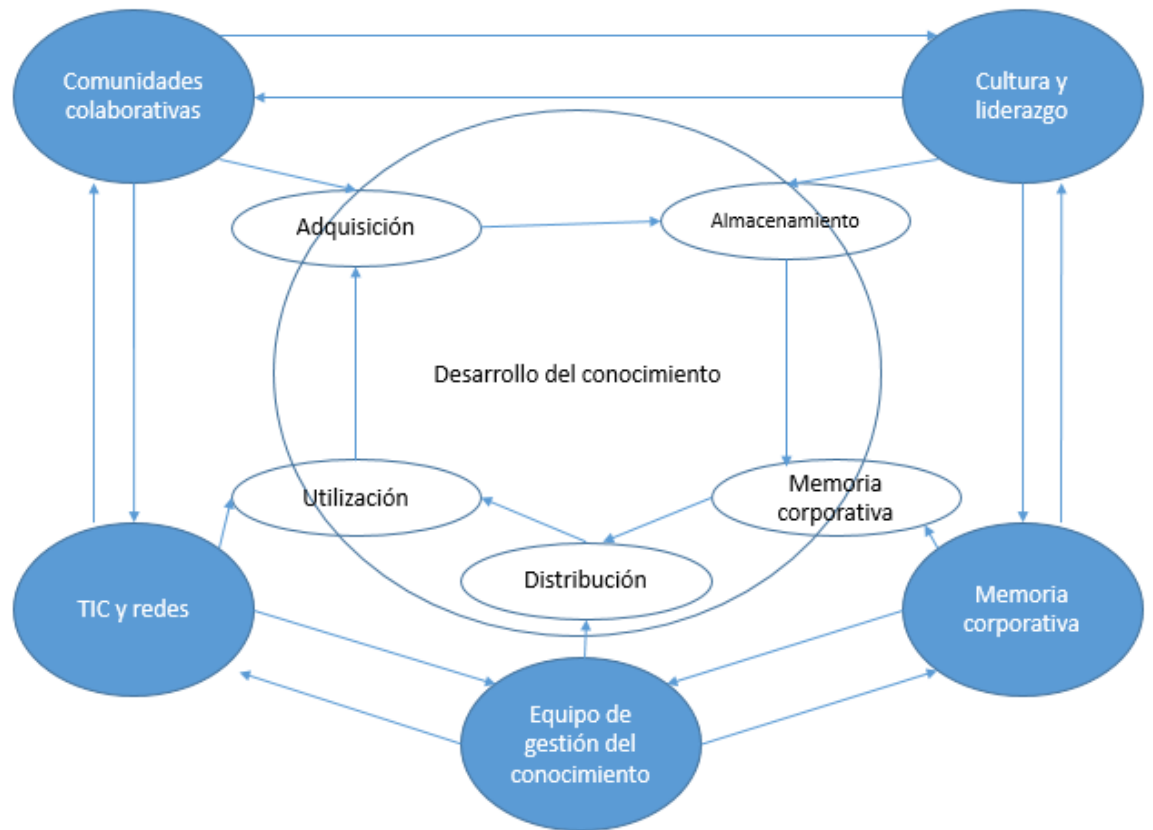 Comunidades
colaborativas
Cultura y
liderazgo
Adquisición
Almacenamiento
Desarrollo del conocimiento
Utilización
Memoria
corporativa
Distribución
TIC y redes
Memoria
corporativa
Equipo de
gestión del
conocimiento